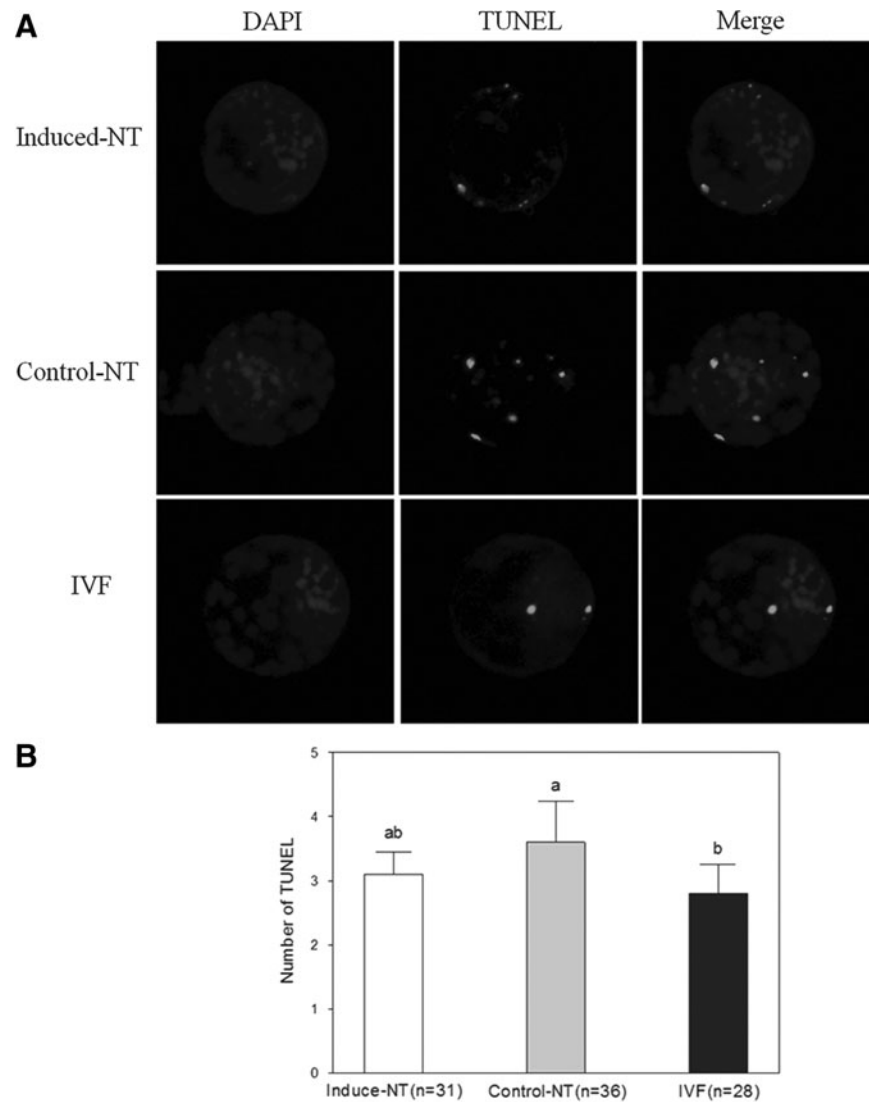 A
DAPI TUNEL Merge
Induced-NT
Control-NT
IVF
B
Number of TUNEL
5
4
3
2
1
0
ab
a
b
Induce-NT(n=31) Control-NT(n=36) IVF(n=28)